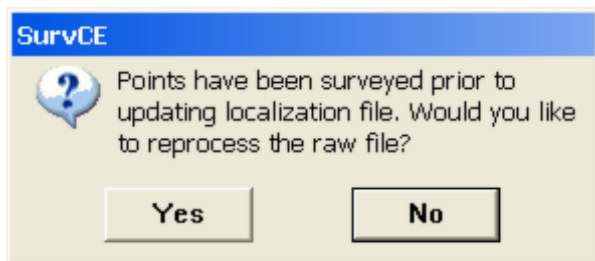 SurvCE
Points have been surveyed prior to
updating localization file. Would you like
to reprocess the raw file?
Yes
No